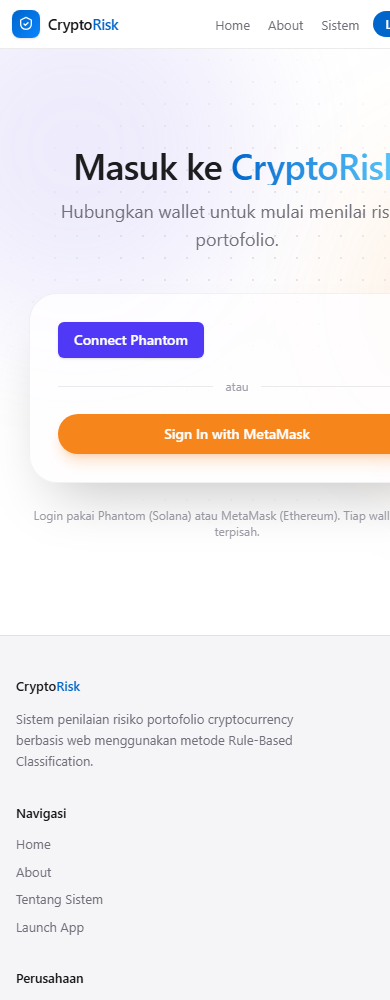 CryptoRisk Home About Sistem
Masuk ke CryptoRisk
Hubungkan wallet untuk mulai menilai ris
portofolio.
Connect Phantom
atau
Sign In with MetaMask
Login pakai Phantom (Solana) atau MetaMask (Ethereum). Tiap wall
terpisah.
CryptoRisk
Sistem penilaian risiko portofolio cryptocurrency
berbasis web menggunakan metode Rule-Based
Classification.
Navigasi
Home
About
Tentang Sistem
Launch App
Perusahaan